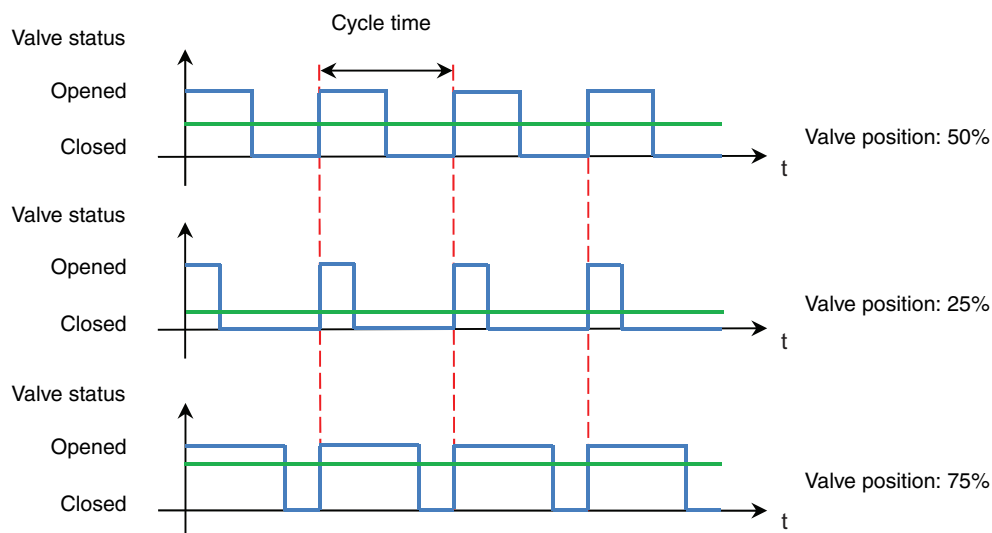 Cycle time
Valve status
Opened
Closed
Valve position: 50%
t
Valve status
Opened
Closed
Valve position: 25%
t
Valve status
Opened
Closed
Valve position: 75%
t